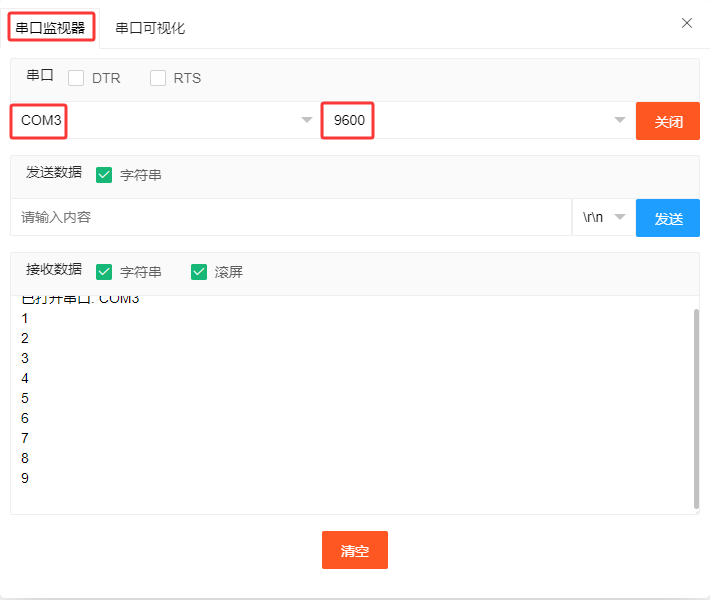 串口监视器 串口可视化
串口 DTR RTS
COM3 9600 关闭
发送数据 字符串
请输入内容 \r\n 发送
接收数据 字符串 滚屏
已打开串口: COM3
1
2
3
4
5
6
7
8
9
清空